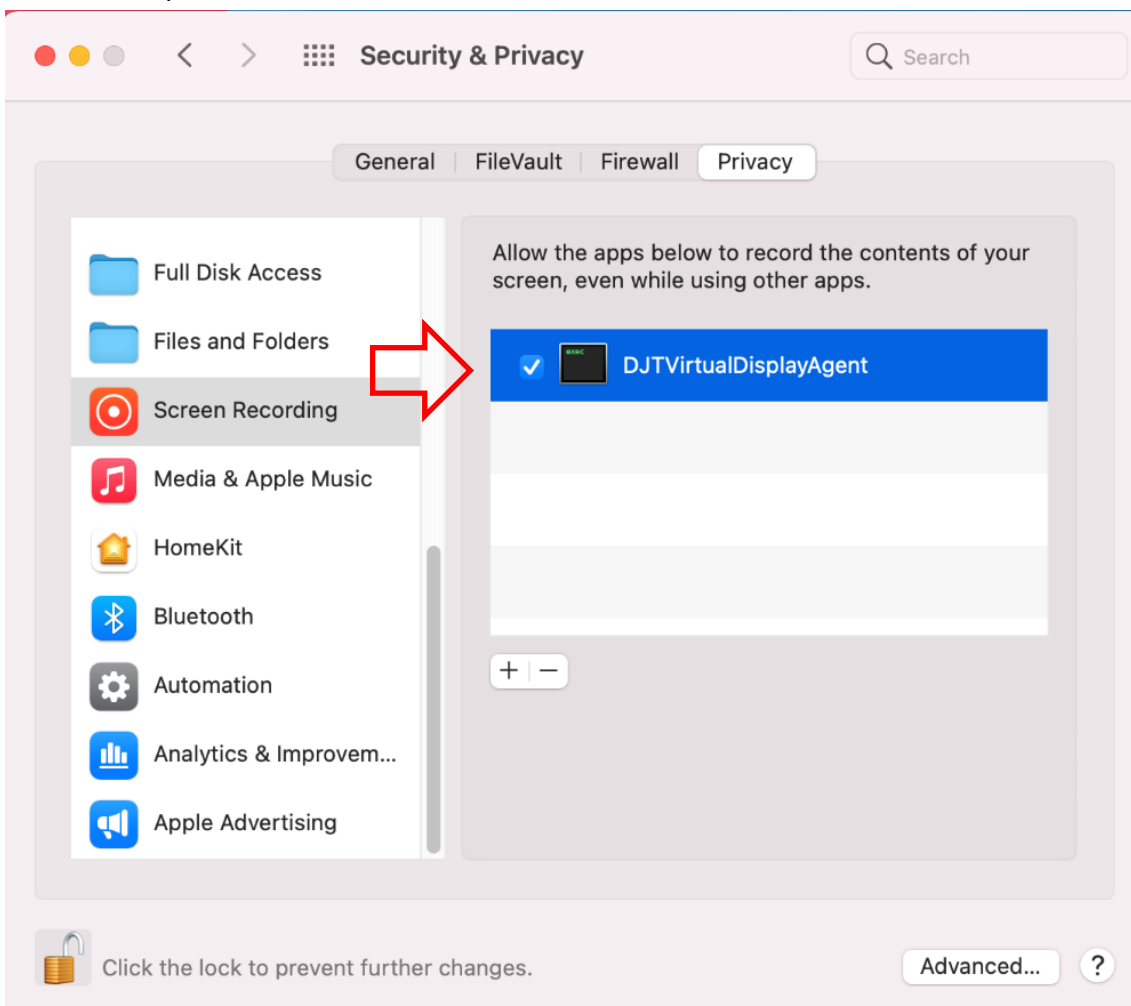 Security & Privacy
Search
General
FileVault
Firewall
Privacy
Full Disk Access
Files and Folders
Screen Recording
Media & Apple Music
HomeKit
Bluetooth
Automation
Analytics & Improvem...
Apple Advertising
Allow the apps below to record the contents of your
screen, even while using other apps.
exec
DJTVirtualDisplayAgent
+ −
Click the lock to prevent further changes.
Advanced...
?